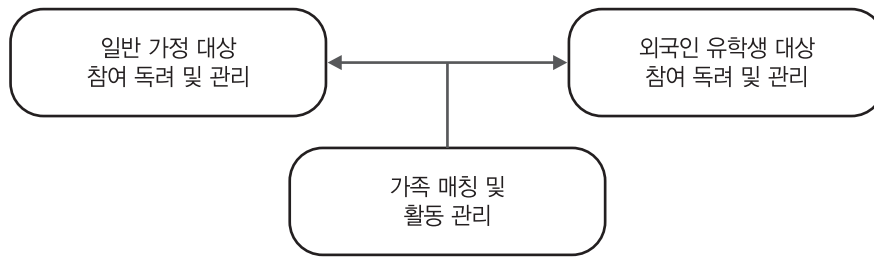 일반 가정 대상
참여 독려 및 관리
외국인 유학생 대상
참여 독려 및 관리
가족 매칭 및
활동 관리